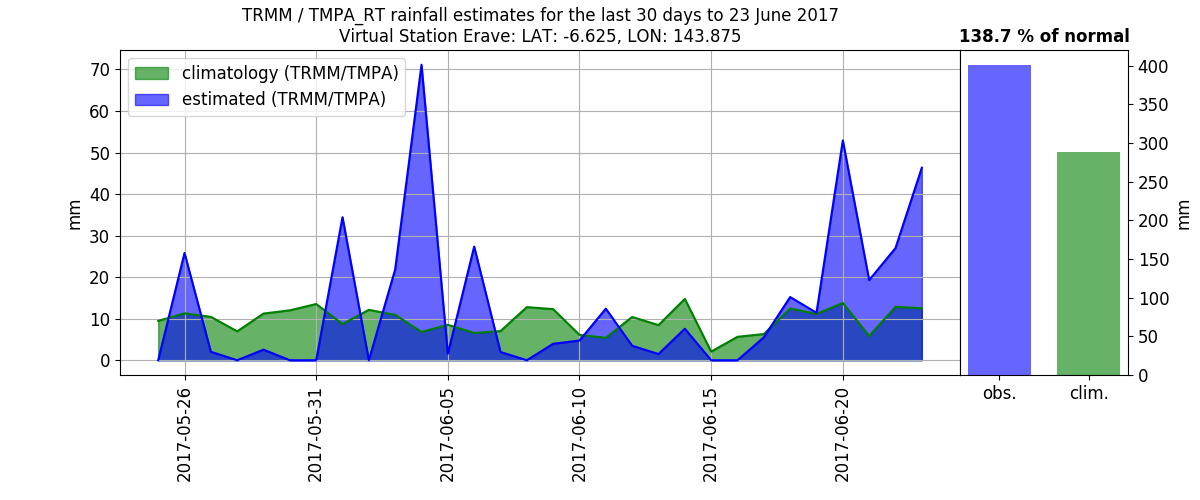 TRMM / TMPA_RT rainfall estimates for the last 30 days to 23 June 2017
Virtual Station Erave: LAT: -6.625, LON: 143.875
138.7 % of normal
climatology (TRMM/TMPA)
estimated (TRMM/TMPA)
mm
70
60
50
40
30
20
10
0
2017-05-26
2017-05-31
2017-06-05
2017-06-10
2017-06-15
2017-06-20
400
350
300
250
200
150
100
50
0
mm
obs.
clim.